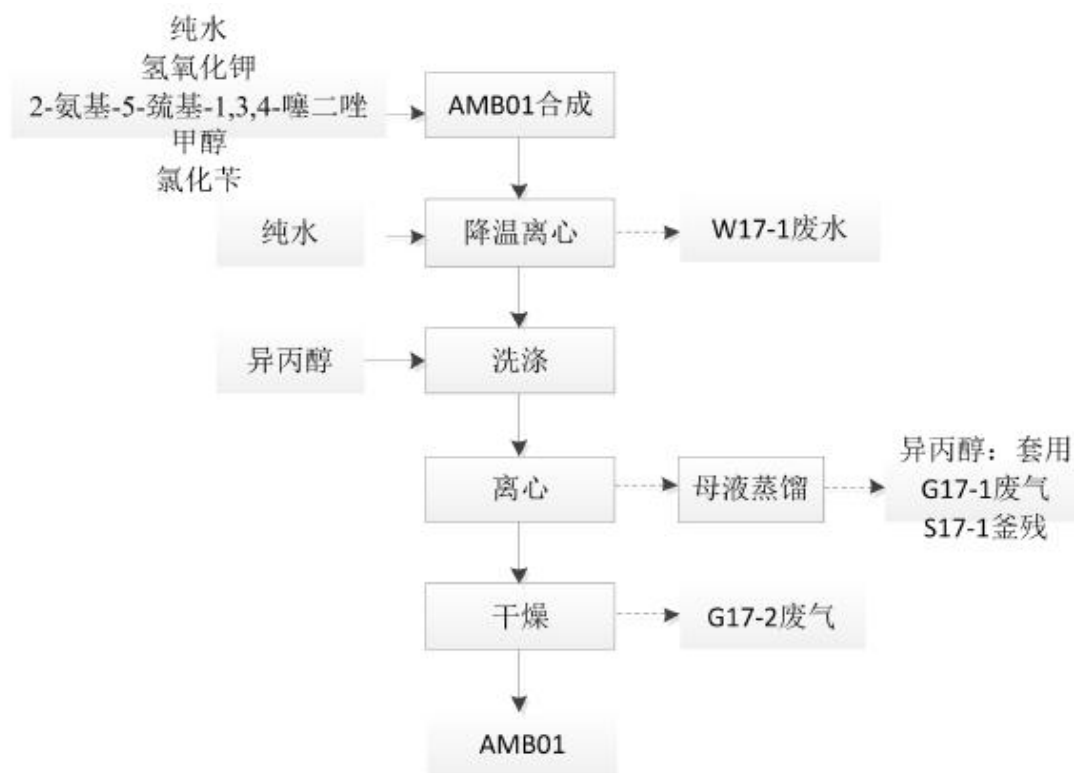 纯水
氢氧化钾
2-氨基-5-巯基-1,3,4-噻二唑
甲醇
氯化苄
AMB01合成
纯水
降温离心
W17-1废水
异丙醇
洗涤
离心
母液蒸馏
异丙醇：套用
G17-1废气
S17-1釜残
干燥
G17-2废气
AMB01